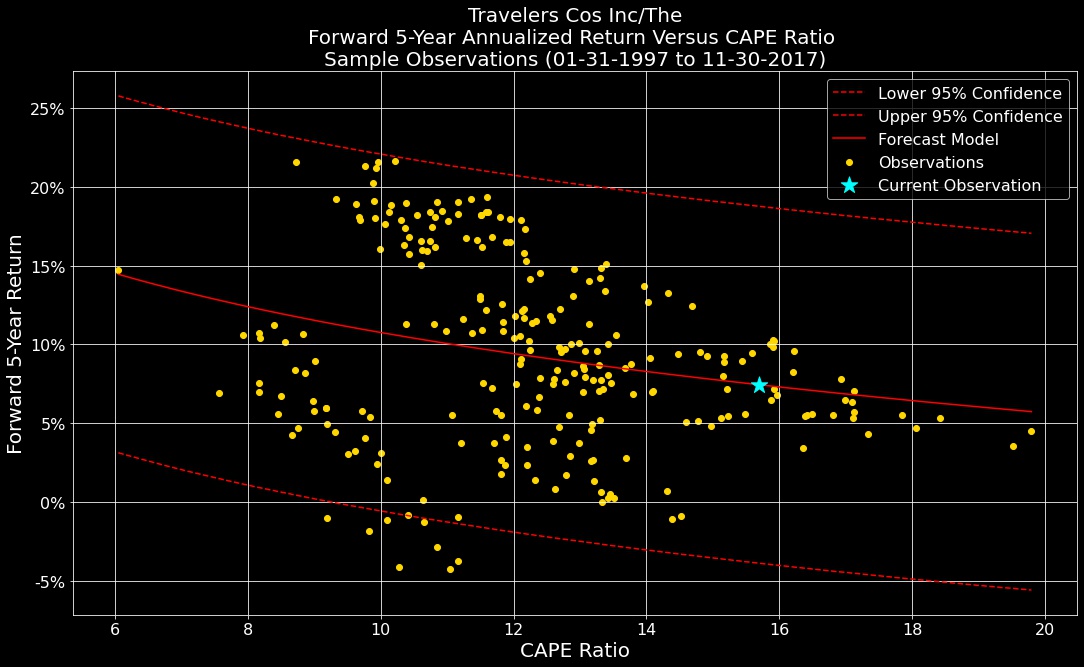 Travelers Cos Inc/The
Forward 5-Year Annualized Return Versus CAPE Ratio
Sample Observations (01-31-1997 to 11-30-2017)
Lower 95% Confidence
Upper 95% Confidence
Forecast Model
Observations
Current Observation
Forward 5-Year Return
25%
20%
15%
10%
5%
0%
-5%
6 8 10 12 14 16 18 20
CAPE Ratio